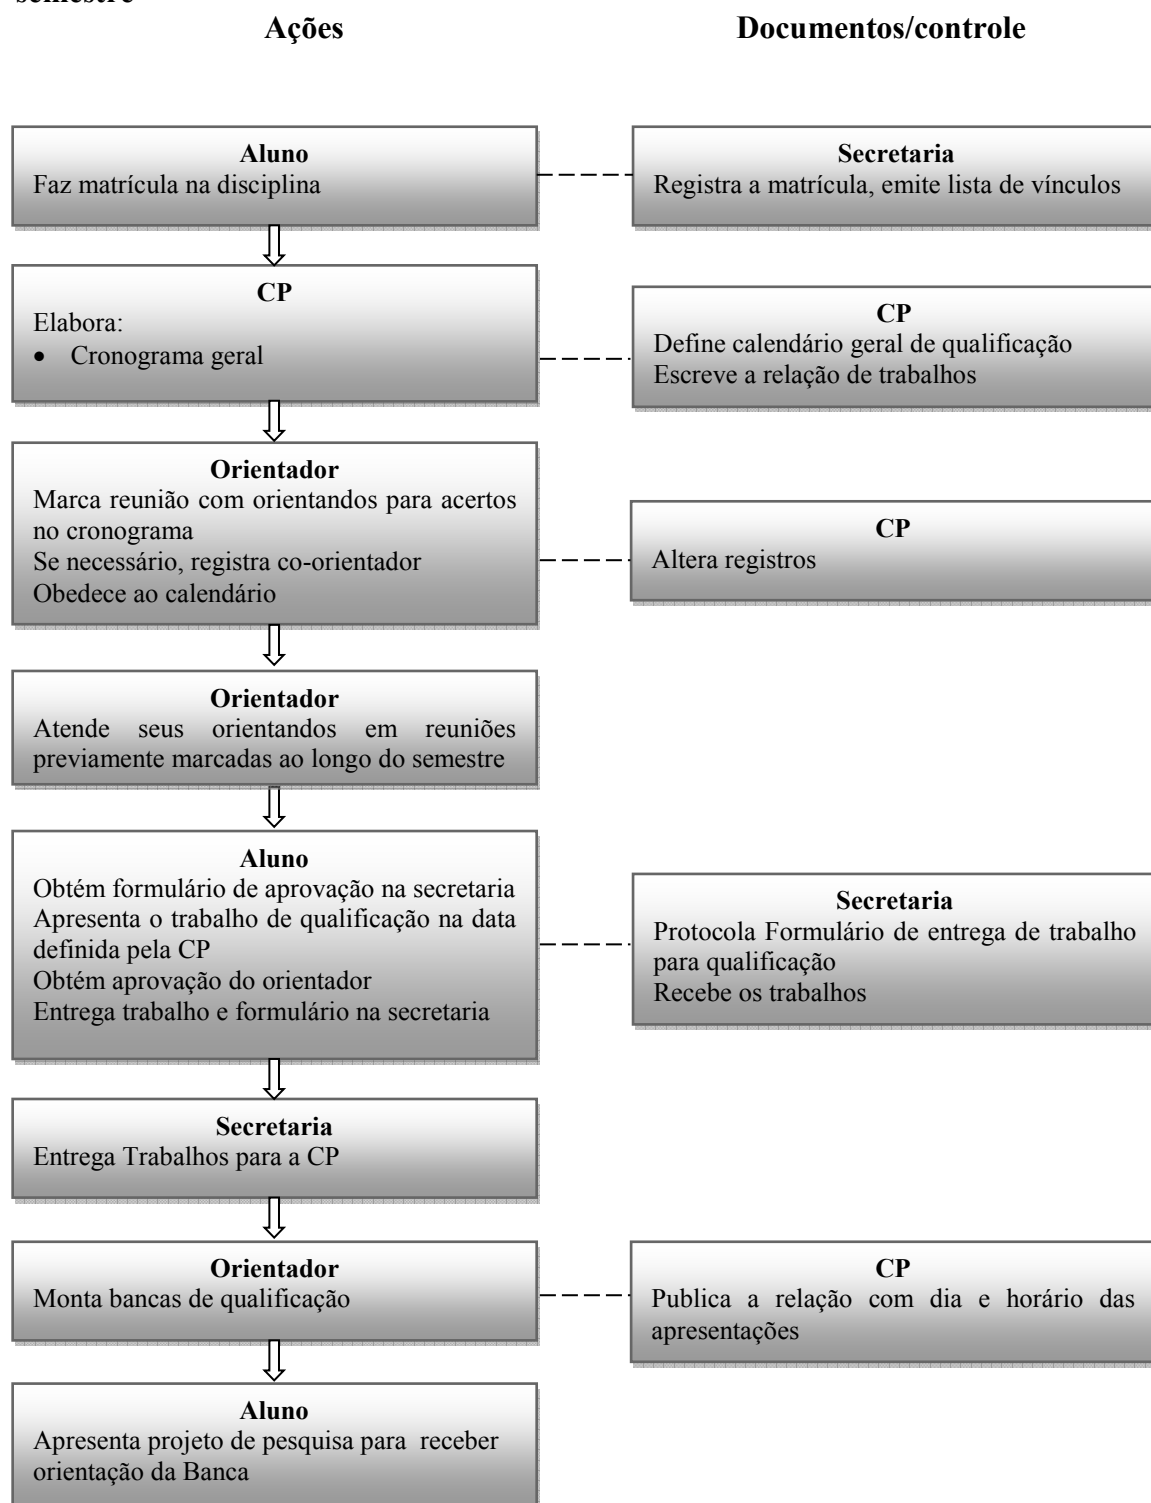 semestre
Ações
Documentos/controle
Aluno
Faz matrícula na disciplina
Secretaria
Registra a matrícula, emite lista de vínculos
CP
Elabora:
• Cronograma geral
CP
Define calendário geral de qualificação
Escreve a relação de trabalhos
Orientador
Marca reunião com orientandos para acertos
no cronograma
Se necessário, registra co-orientador
Obedece ao calendário
CP
Altera registros
Orientador
Atende seus orientandos em reuniões
previamente marcadas ao longo do semestre
Aluno
Obtém formulário de aprovação na secretaria
Apresenta o trabalho de qualificação na data
definida pela CP
Obtém aprovação do orientador
Entrega trabalho e formulário na secretaria
Secretaria
Protocola Formulário de entrega de trabalho
para qualificação
Recebe os trabalhos
Secretaria
Entrega Trabalhos para a CP
Orientador
Monta bancas de qualificação
CP
Publica a relação com dia e horário das
apresentações
Aluno
Apresenta projeto de pesquisa para receber
orientação da Banca